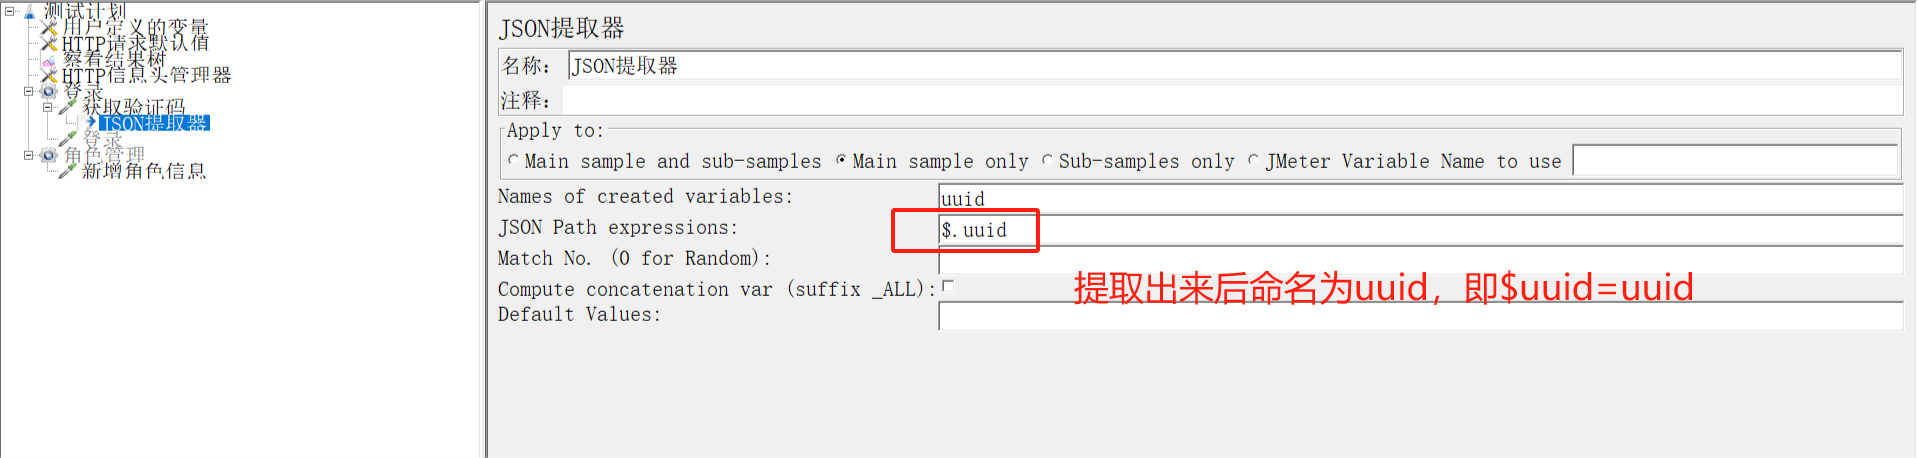 测试计划
用户定义的变量
HTTP请求默认值
察看结果树
HTTP信息头管理器
登录
获取验证码
JSON提取器
登录
角色管理
新增角色信息
JSON提取器
名称： JSON提取器
注释：
Apply to:
Main sample and sub-samples Main sample only Sub-samples only JMeter Variable Name to use
Names of created variables: uuid
JSON Path expressions: $.uuid
Match No. (0 for Random):
Compute concatenation var (suffix _ALL):
提取出来后命名为uuid，即$uuid=uuid
Default Values: